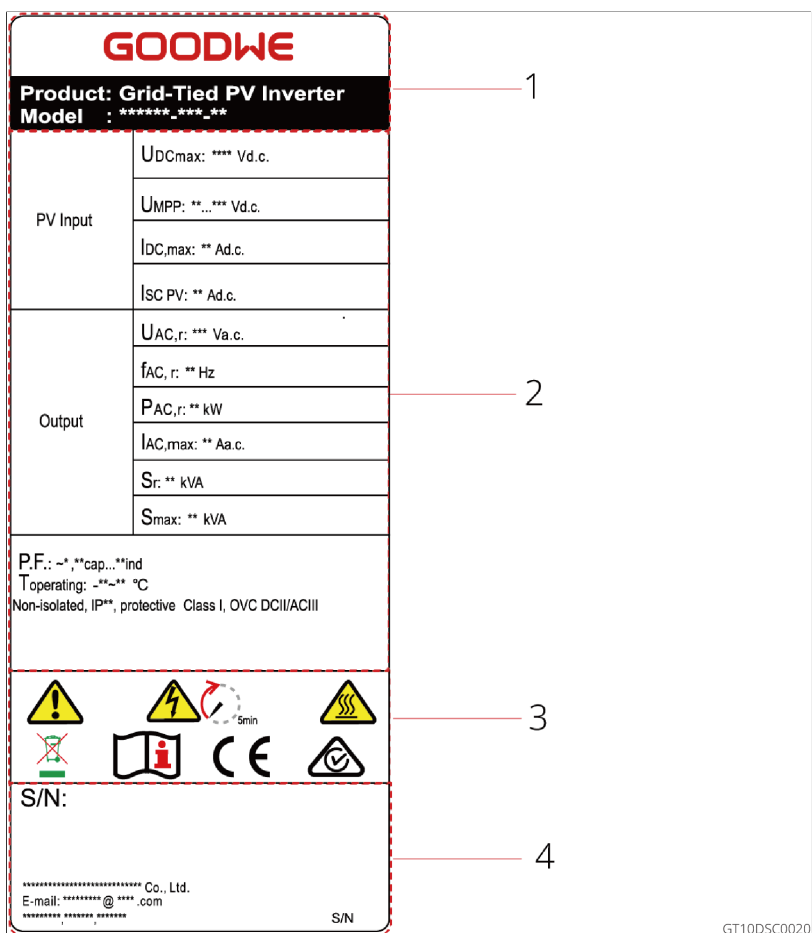 GOODWE
Product: Grid-Tied PV Inverter
Model : ******-***-**
1
PV Input
UDCmax: **** Vd.c.
UMPP: **...*** Vd.c.
IDC,max: ** Ad.c.
ISC PV: ** Ad.c.
Output
UAC,r: *** Va.c.
fAC, r: ** Hz
PAC,r: ** kW
IAC,max: ** Aa.c.
Sr: ** kVA
Smax: ** kVA
2
P.F.: ~*,**cap...**ind
Toperating: -**~** °C
Non-isolated, IP**, protective Class I, OVC DCII/ACIII
5min
i
CE
3
S/N:
**************************** Co., Ltd.
E-mail: ********* @ **** .com
*********,*******,*******
S/N
4
GT10DSC0020